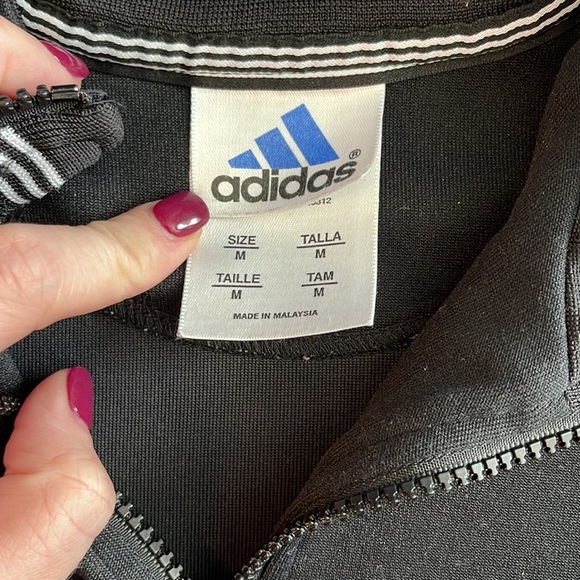 adidas®
SIZE TALLA
M M
TAILLE TAM
M M
MADE IN MALAYSIA